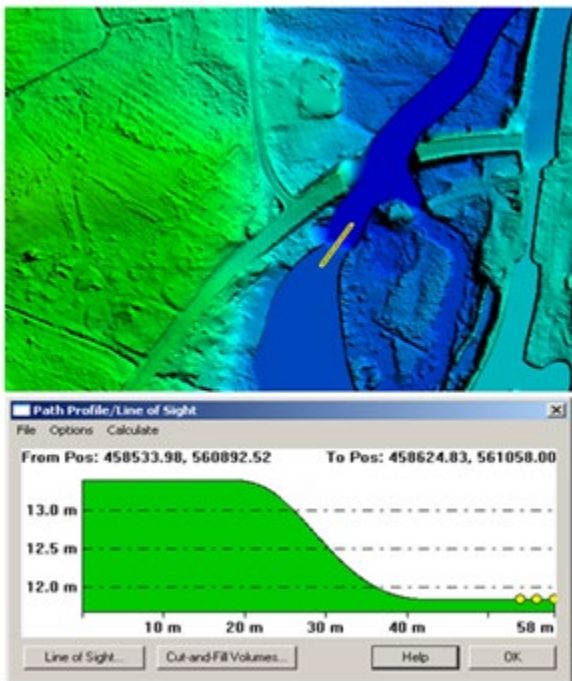 Path Profile/Line of Sight
File Options Calculate
From Pos: 458533.98, 560892.52 To Pos: 458624.83, 561058.00
13.0 m
12.5 m
12.0 m
10 m 20 m 30 m 40 m 58 m
Line of Sight... Cut-and-Fill Volumes... Help OK